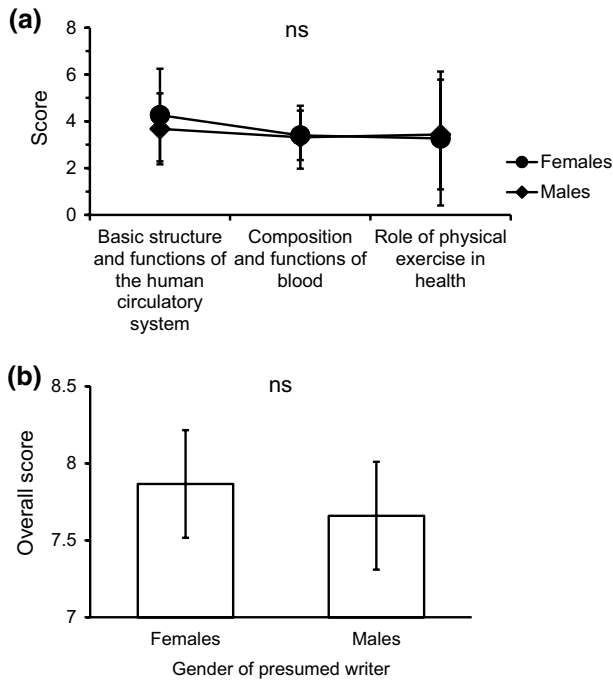 (a)
ns
8
6
4
2
0
Score
Females
Males
Basic structure
and functions of
the human
circulatory
system
Composition
and functions of
blood
Role of physical
exercise in
health
(b)
ns
8.5
8
7.5
7
Overall score
Females
Males
Gender of presumed writer